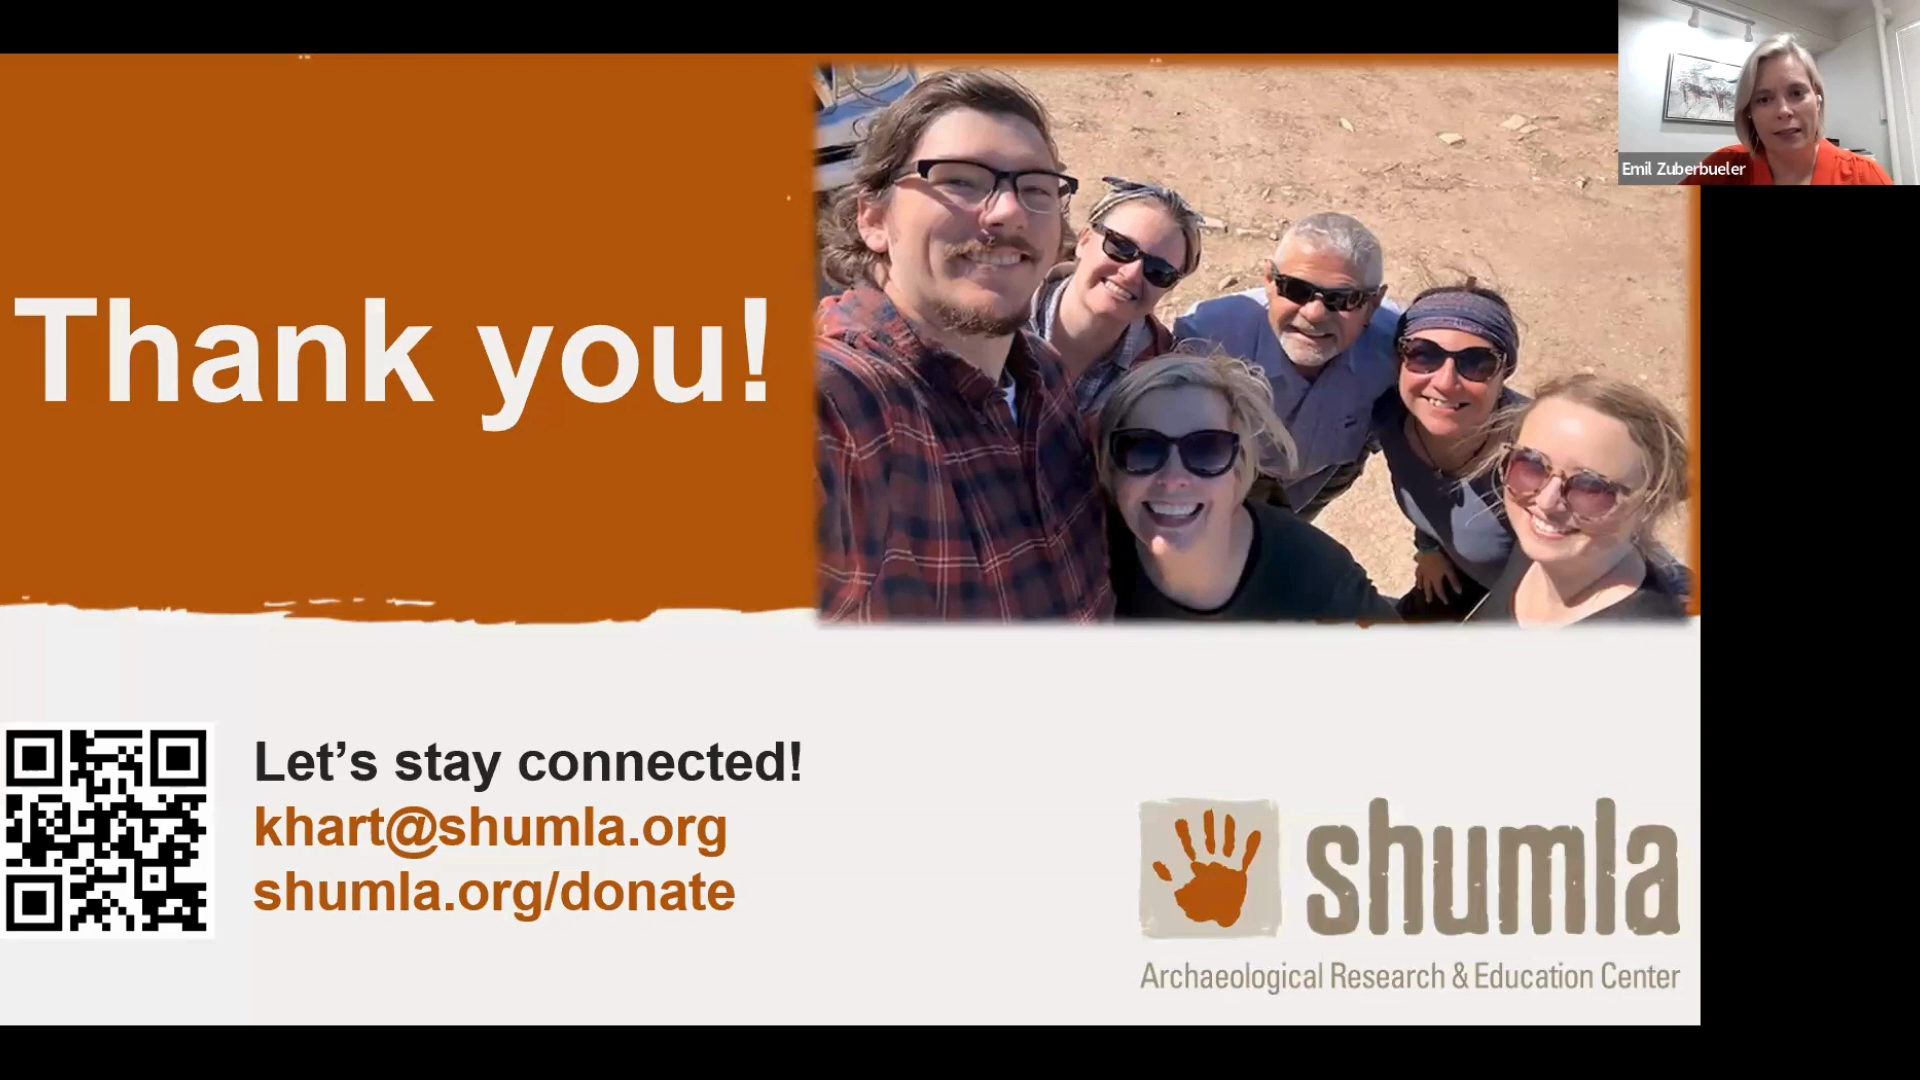 Emil Zuberbueler
Thank you!
Let’s stay connected!
khart@shumla.org
shumla.org/donate
shumla
Archaeological Research & Education Center